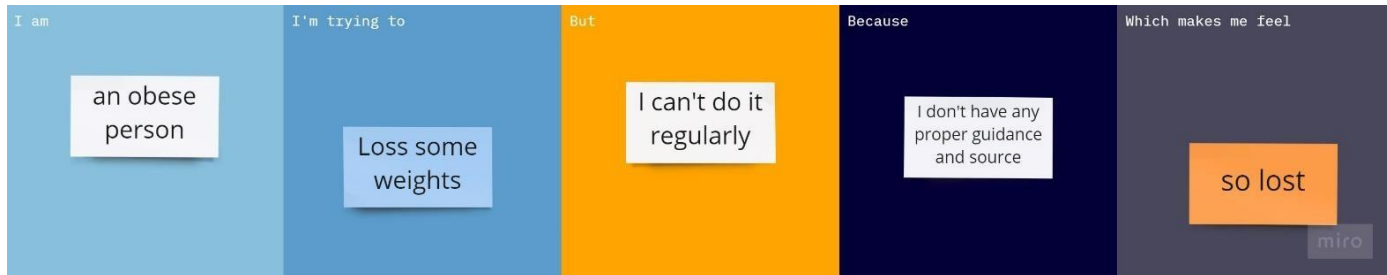 I am
an obese
person
I'm trying to
Loss some
weights
But
I can't do it
regularly
Because
I don't have any
proper guidance
and source
Which makes me feel
so lost
miro